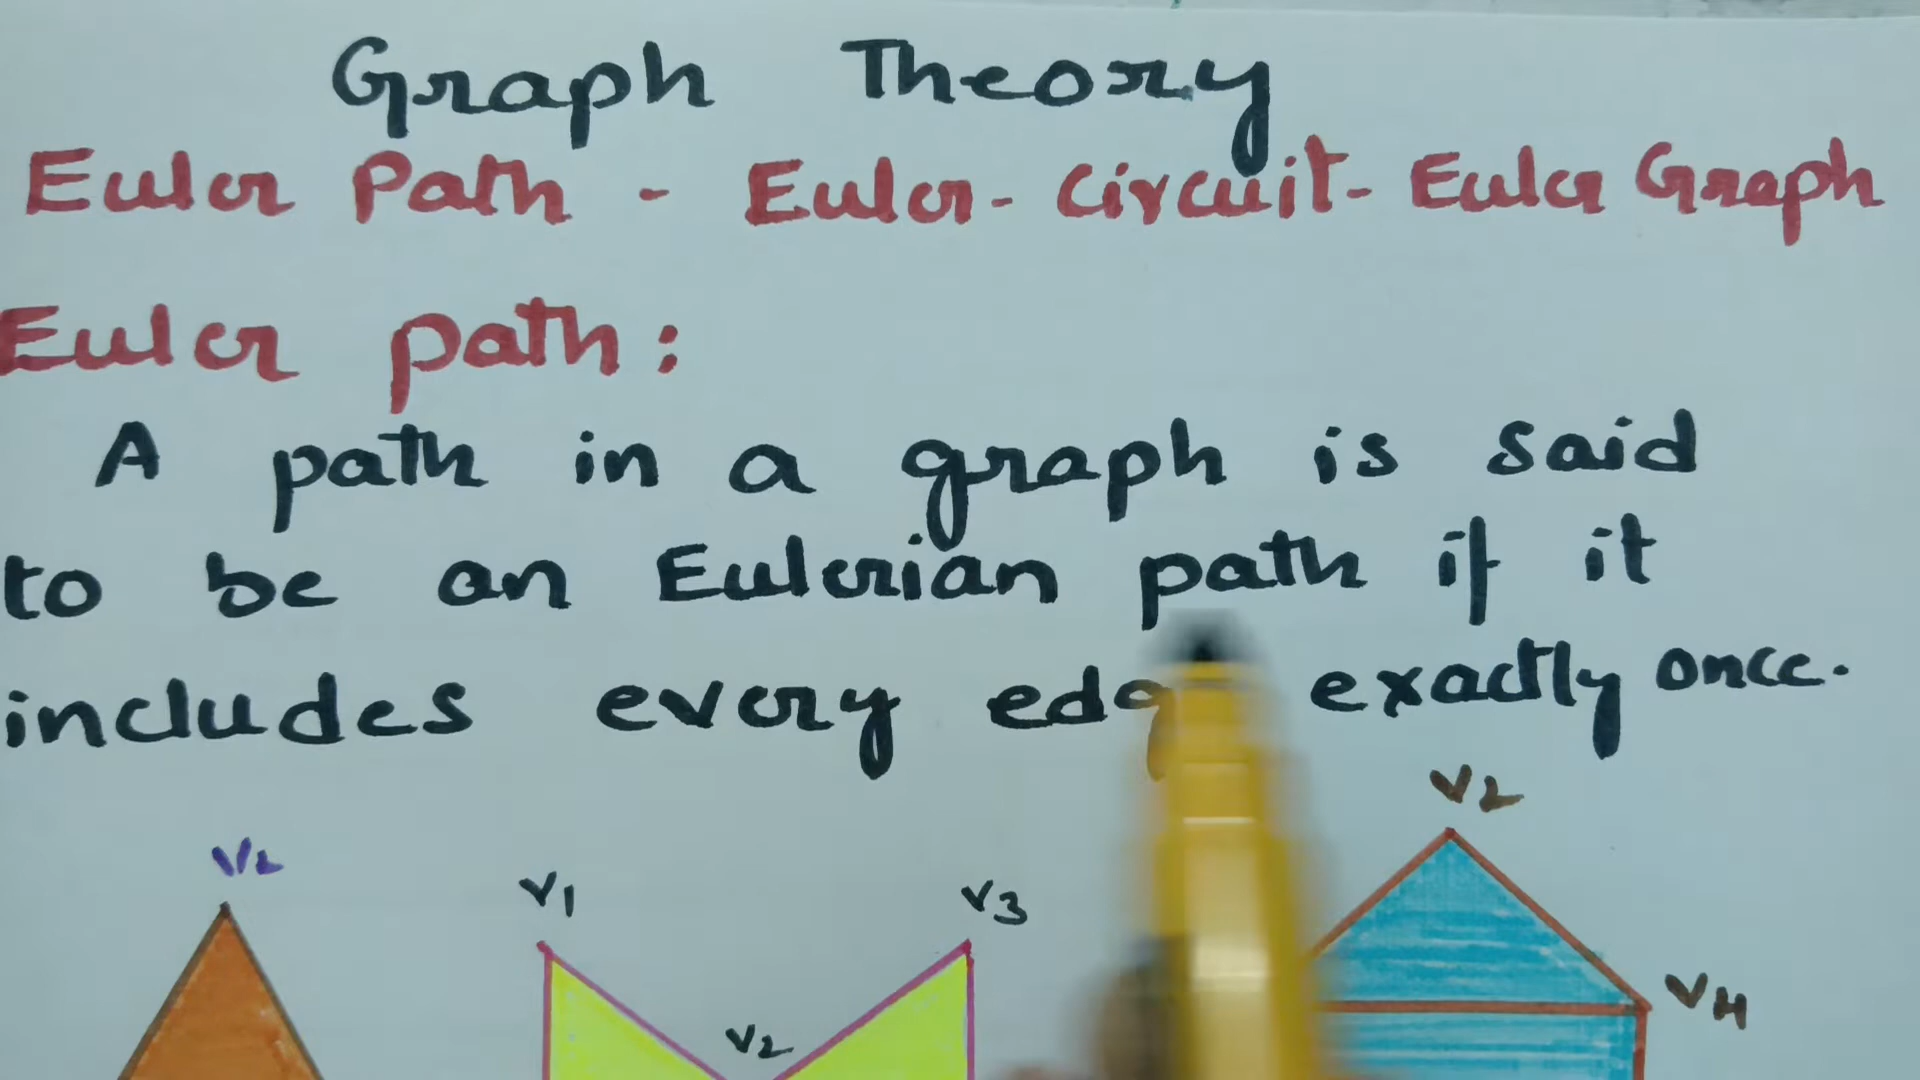 Graph Theory
Euler Path - Euler-Circuit-Euler Graph
Euler path:
A path in a graph is said
to be an Eulerian path if it
includes every exactly once.
V2
V2
V1
V3
V4
V2